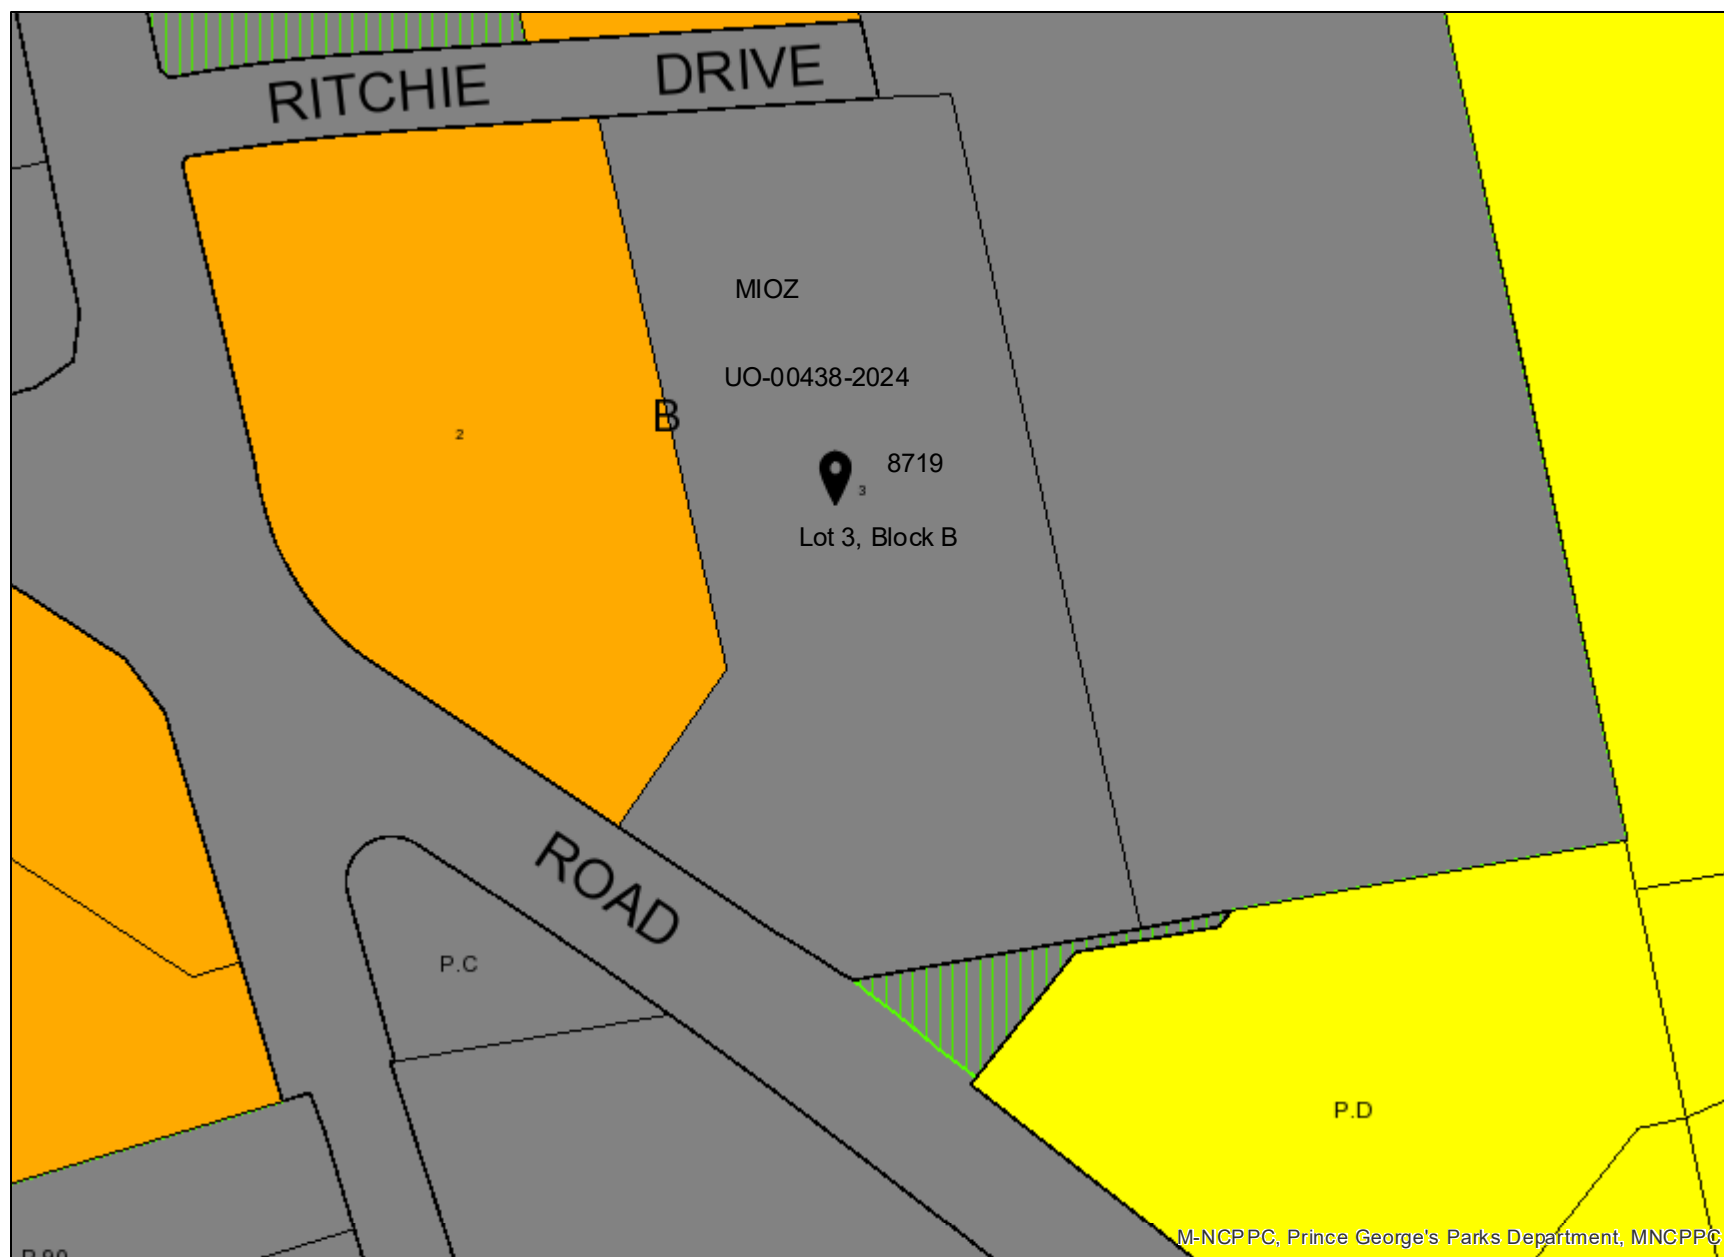 RITCHIE DRIVE
MIOZ
UO-00438-2024
B
2
8719
3
Lot 3, Block B
ROAD
P.C
P.D
M-NCPPC, Prince George's Parks Department, MNCPPC